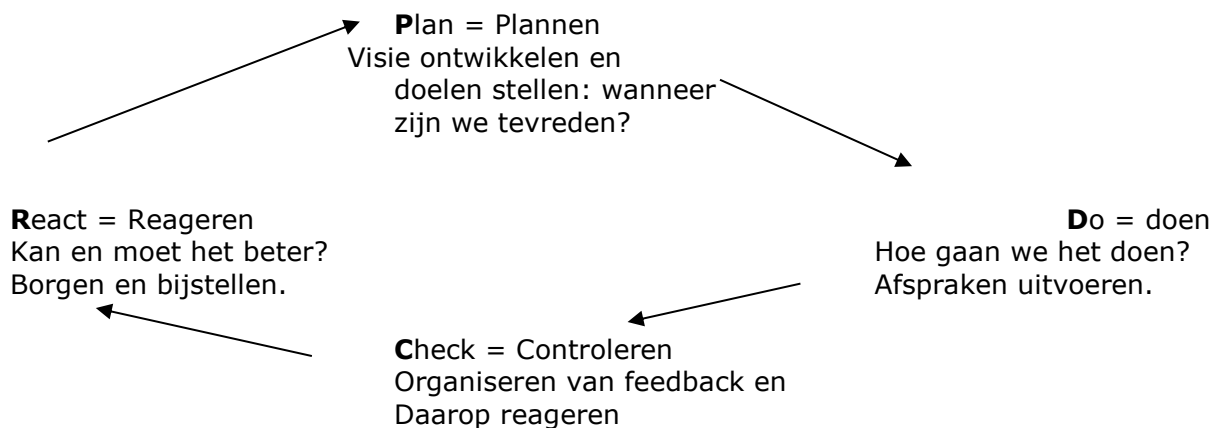 Plan = Plannen
Visie ontwikkelen en
doelen stellen: wanneer
zijn we tevreden?
React = Reageren
Kan en moet het beter?
Borgen en bijstellen.
Do = doen
Hoe gaan we het doen?
Afspraken uitvoeren.
Check = Controleren
Organiseren van feedback en
Daarop reageren